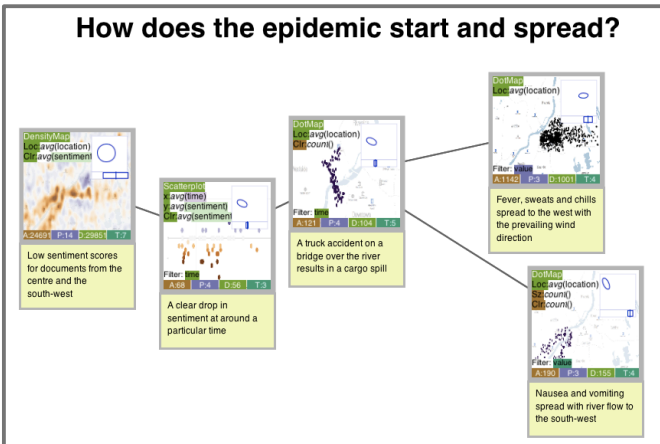 How does the epidemic start and spread?
DensityMap
Loc:avg(location)
Clr:avg(sentiment
A:24691 P:14 D:29851 T:7
Low sentiment scores
for documents from the
centre and the
south-west
Scatterplot
x:avg(time)
y:avg(sentiment)
Clr:avg(sentiment
Filter: time
A:68 P:4 D:56 T:3
A clear drop in
sentiment at around a
particular time
DotMap
Loc:avg(location)
Clr:count()
Filter: time
A:121 P:4 D:104 T:5
A truck accident on a
bridge over the river
results in a cargo spill
DotMap
Loc:avg(location)
Filter: value
A:1142 P:3 D:1001 T:4
Fever, sweats and chills
spread to the west with
the prevailing wind
direction
DotMap
Loc:avg(location)
Sz:count()
Clr:count()
Filter: value
A:190 P:3 D:155 T:4
Nausea and vomiting
spread with river flow to
the south-west